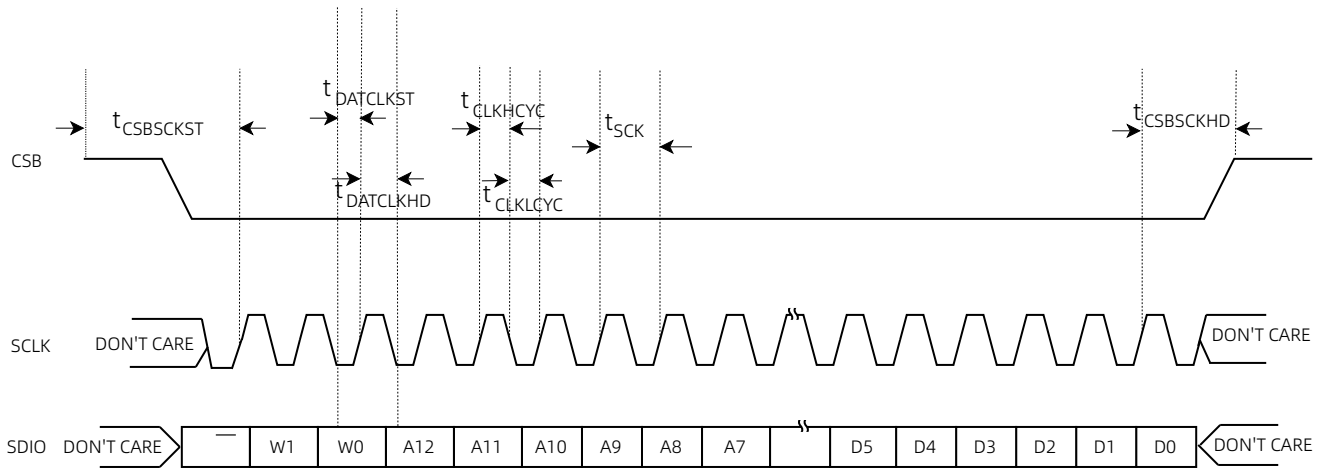 tDATCLKST
tCLKHCYC
tSCK
tCSBSCKHD
tCSBSCKST
CSB
tDATCLKHD
tCLKLCYC
SCLK
DON'T CARE
DON'T CARE
SDIO
DON'T CARE
W1
W0
A12
A11
A10
A9
A8
A7
D5
D4
D3
D2
D1
D0
DON'T CARE